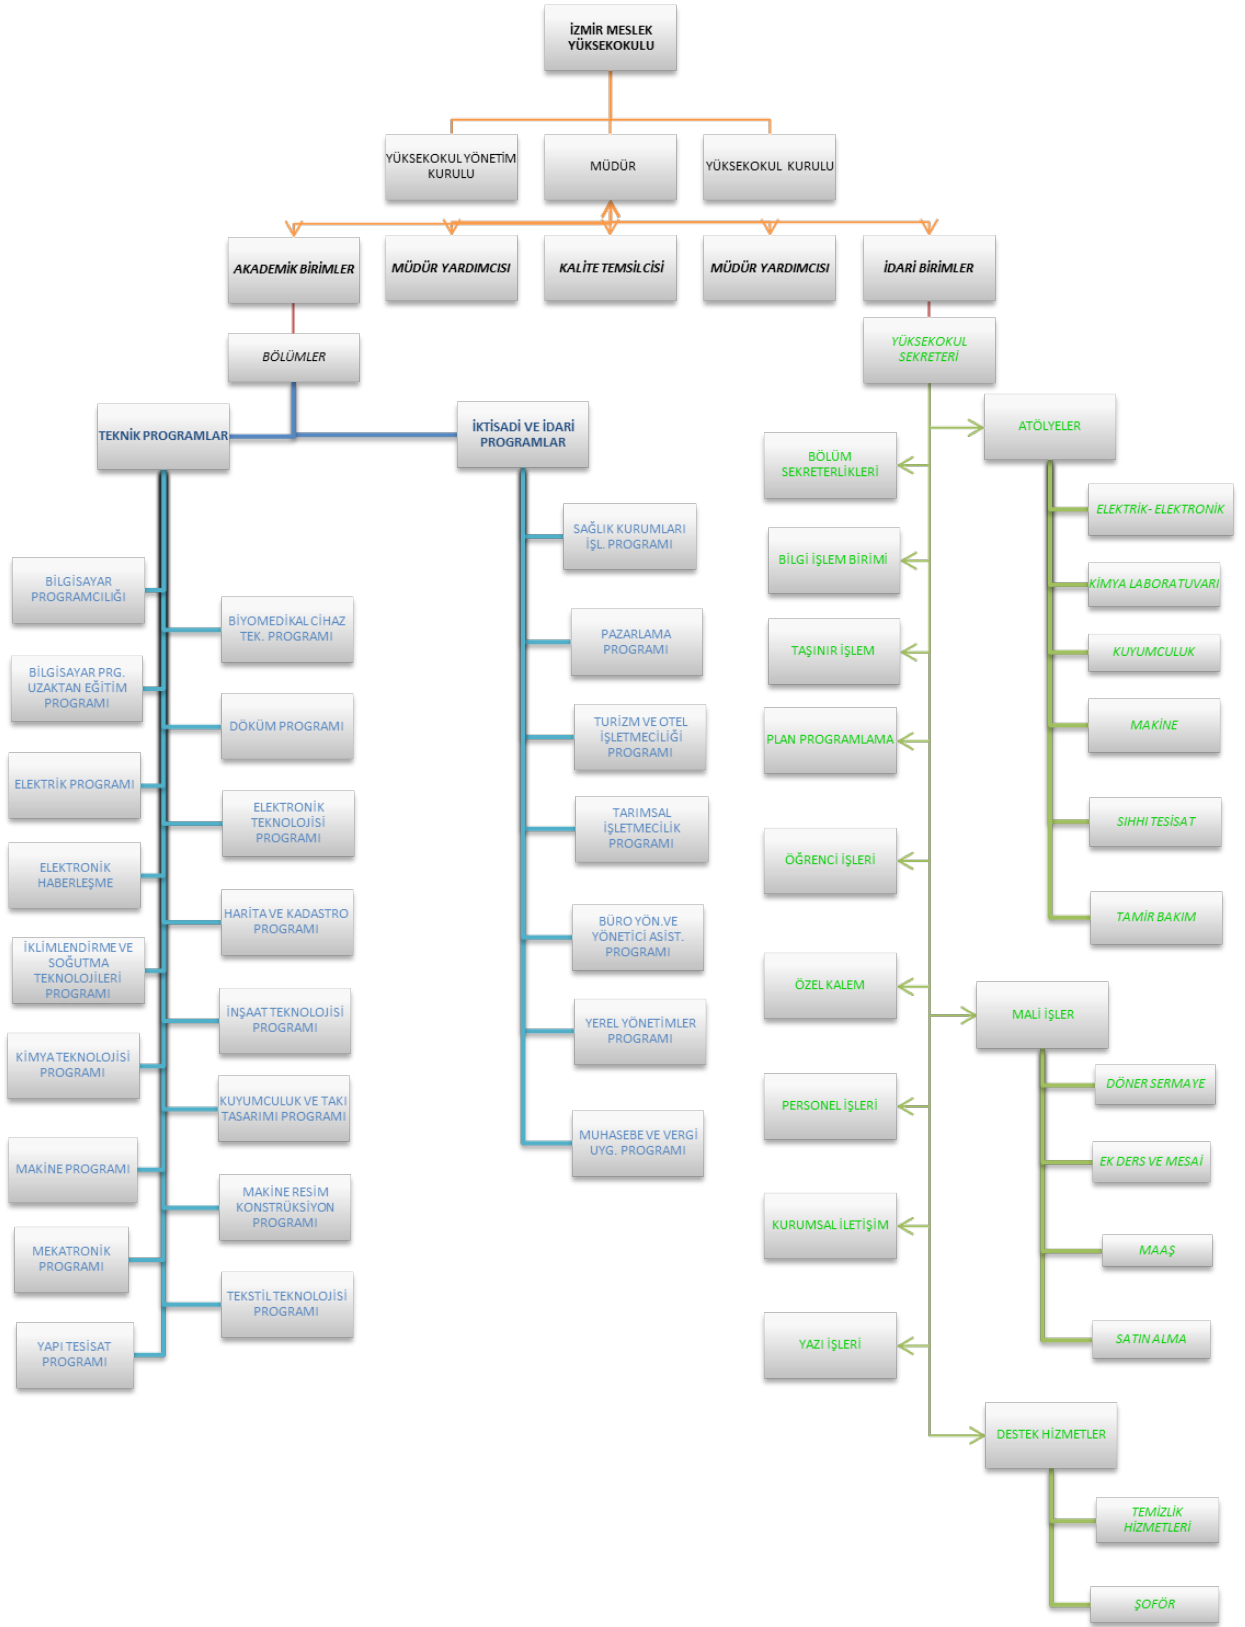 İZMİR MESLEK
YÜKSEKOKULU
YÜKSEKOKUL YÖNETİM
KURULU
MÜDÜR
YÜKSEKOKUL KURULU
AKADEMİK BİRİMLER
MÜDÜR YARDIMCISI
KALİTE TEMSİLCİSİ
MÜDÜR YARDIMCISI
İDARİ BİRİMLER
BÖLÜMLER
YÜKSEKOKUL
SEKRETERİ
TEKNİK PROGRAMLAR
İKTİSADİ VE İDARİ
PROGRAMLAR
BİLGİSAYAR
PROGRAMCILIĞI
BİLGİSAYAR PRG.
UZAKTAN EĞİTİM
PROGRAMI
ELEKTRİK PROGRAMI
ELEKTRONİK
HABERLEŞME
İKLİMLENDİRME VE
SOĞUTMA
TEKNOLOJİLERİ
PROGRAMI
KİMYA TEKNOLOJİSİ
PROGRAMI
MAKİNE PROGRAMI
MEKATRONİK
PROGRAMI
YAPI TESİSAT
PROGRAMI
BİYOMEDİKAL CİHAZ
TEK. PROGRAMI
DÖKÜM PROGRAMI
ELEKTRONİK
TEKNOLOJİSİ
PROGRAMI
HARİTA VE KADASTRO
PROGRAMI
İNŞAAT TEKNOLOJİSİ
PROGRAMI
KUYUMCULUK VE TAKI
TASARIMI PROGRAMI
MAKİNE RESİM
KONSTRÜKSİYON
PROGRAMI
TEKSTİL TEKNOLOJİSİ
PROGRAMI
SAĞLIK KURUMLARI
İŞL. PROGRAMI
PAZARLAMA
PROGRAMI
TURİZM VE OTEL
İŞLETMECİLİĞİ
PROGRAMI
TARIMSAL
İŞLETMECİLİK
PROGRAMI
BÜRO YÖN.VE
YÖNETİCİ ASİST.
PROGRAMI
YEREL YÖNETİMLER
PROGRAMI
MUHASEBE VE VERGİ
UYG. PROGRAMI
BÖLÜM
SEKRETERLİKLERİ
BİLGİ İŞLEM BİRİMİ
TAŞINIR İŞLEM
PLAN PROGRAMLAMA
ÖĞRENCİ İŞLERİ
ÖZEL KALEM
PERSONEL İŞLERİ
KURUMSAL İLETİŞİM
YAZI İŞLERİ
ATÖLYELER
ELEKTRİK- ELEKTRONİK
KİMYA LABORATUVARI
KUYUMCULUK
MAKİNE
SIHHI TESİSAT
TAMİR BAKIM
MALİ İŞLER
DÖNER SERMAYE
EK DERS VE MESAİ
MAAŞ
SATIN ALMA
DESTEK HİZMETLER
TEMİZLİK
HİZMETLERİ
ŞOFÖR